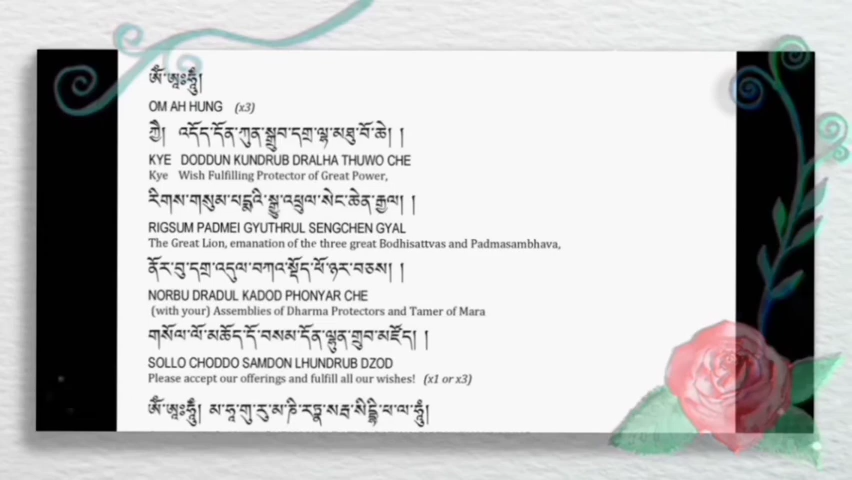 ཨོཾ་ཨཱཿཧཱུྃ།
OM AH HUNG (x3)
ཀྱཻ། འདོད་དོན་ཀུན་སྒྲུབ་དགྲ་ལྷ་མཐུ་བོ་ཆེ། །
KYE DODDUN KUNDRUB DRALHA THUWO CHE
Kye Wish Fulfilling Protector of Great Power,
རིགས་གསུམ་པདྨའི་སྒྱུ་འཕྲུལ་སེང་ཆེན་རྒྱལ། །
RIGSUM PADMEI GYUTHRUL SENGCHEN GYAL
The Great Lion, emanation of the three great Bodhisattvas and Padmasambhava,
ནོར་བུ་དགྲ་འདུལ་བཀའ་སྡོད་ཕོ་ཉར་བཅས། །
NORBU DRADUL KADOD PHONYAR CHE
(with your) Assemblies of Dharma Protectors and Tamer of Mara
གསོལ་ལོ་མཆོད་དོ་བསམ་དོན་ལྷུན་གྲུབ་མཛོད། །
SOLLO CHODDO SAMDON LHUNDRUB DZOD
Please accept our offerings and fulfill all our wishes! (x1 or x3)
ཨོཾ་ཨཱཿཧཱུྃ། མ་ཧཱ་གུ་རུ་མ་ཎི་རཏྣ་སརྦ་སིདྡྷི་ཕ་ལ་ཧཱུྃ།